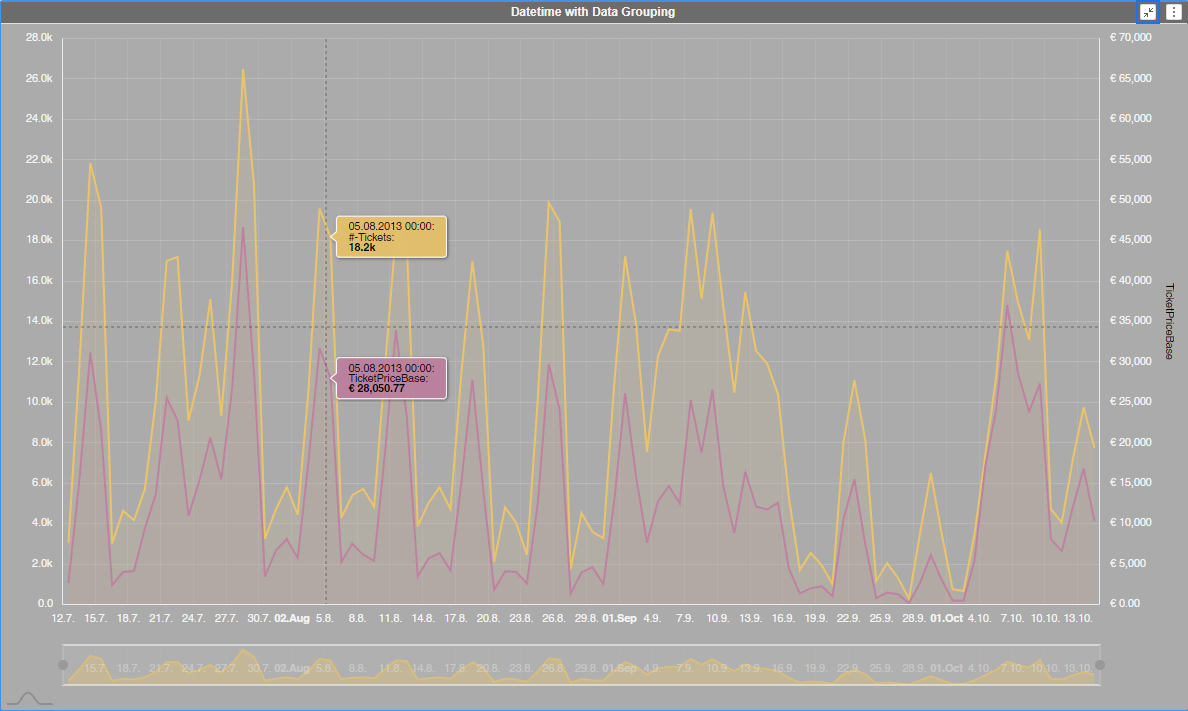 Datetime with Data Grouping
28.0k
26.0k
24.0k
22.0k
20.0k
18.0k
16.0k
14.0k
12.0k
10.0k
8.0k
6.0k
4.0k
2.0k
0.0
€ 70,000
€ 65,000
€ 60,000
€ 55,000
€ 50,000
€ 45,000
€ 40,000
€ 35,000
€ 30,000
€ 25,000
€ 20,000
€ 15,000
€ 10,000
€ 5,000
€ 0.00
TicketPriceBase
05.08.2013 00:00:
#-Tickets:
18.2k
05.08.2013 00:00:
TicketPriceBase:
€ 28,050.77
12.7. 15.7. 18.7. 21.7. 24.7. 27.7. 30.7. 02.Aug 5.8. 8.8. 11.8. 14.8. 17.8. 20.8. 23.8. 26.8. 29.8. 01.Sep 4.9. 7.9. 10.9. 13.9. 16.9. 19.9. 22.9. 25.9. 28.9. 01.Oct 4.10. 7.10. 10.10. 13.10.
15.7. 18.7. 21.7. 24.7. 27.7. 30.7. 02.Aug 5.8. 8.8. 11.8. 14.8. 17.8. 20.8. 23.8. 26.8. 29.8. 01.Sep 4.9. 7.9. 10.9. 13.9. 16.9. 19.9. 22.9. 25.9. 28.9. 01.Oct 4.10. 7.10. 10.10. 13.10.